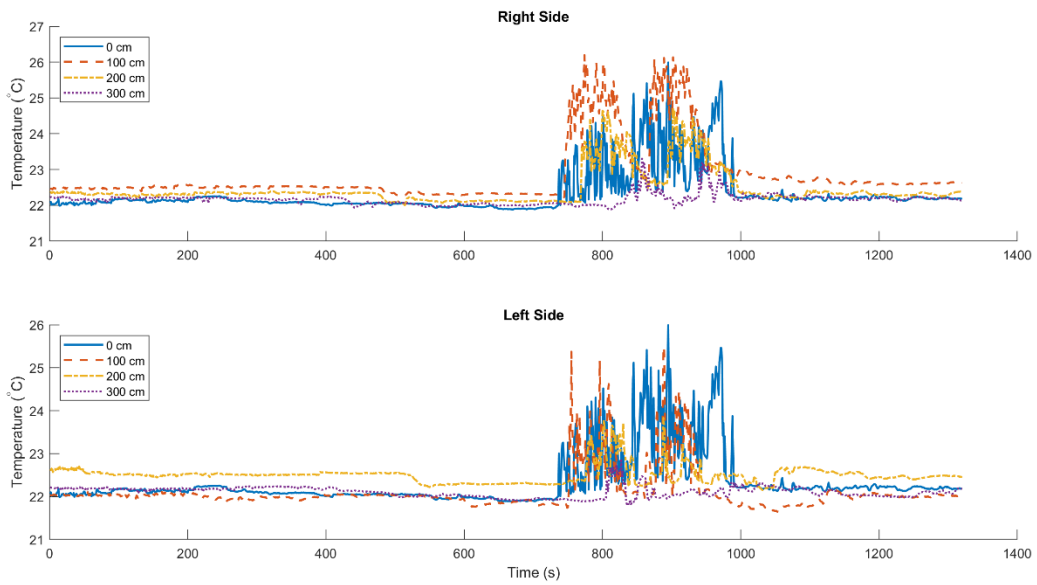 Right Side
27
26
25
24
23
22
21
Temperature (°C)
0 cm
100 cm
200 cm
300 cm
0 200 400 600 800 1000 1200 1400
Left Side
26
25
24
23
22
21
Temperature (°C)
0 cm
100 cm
200 cm
300 cm
0 200 400 600 800 1000 1200 1400
Time (s)